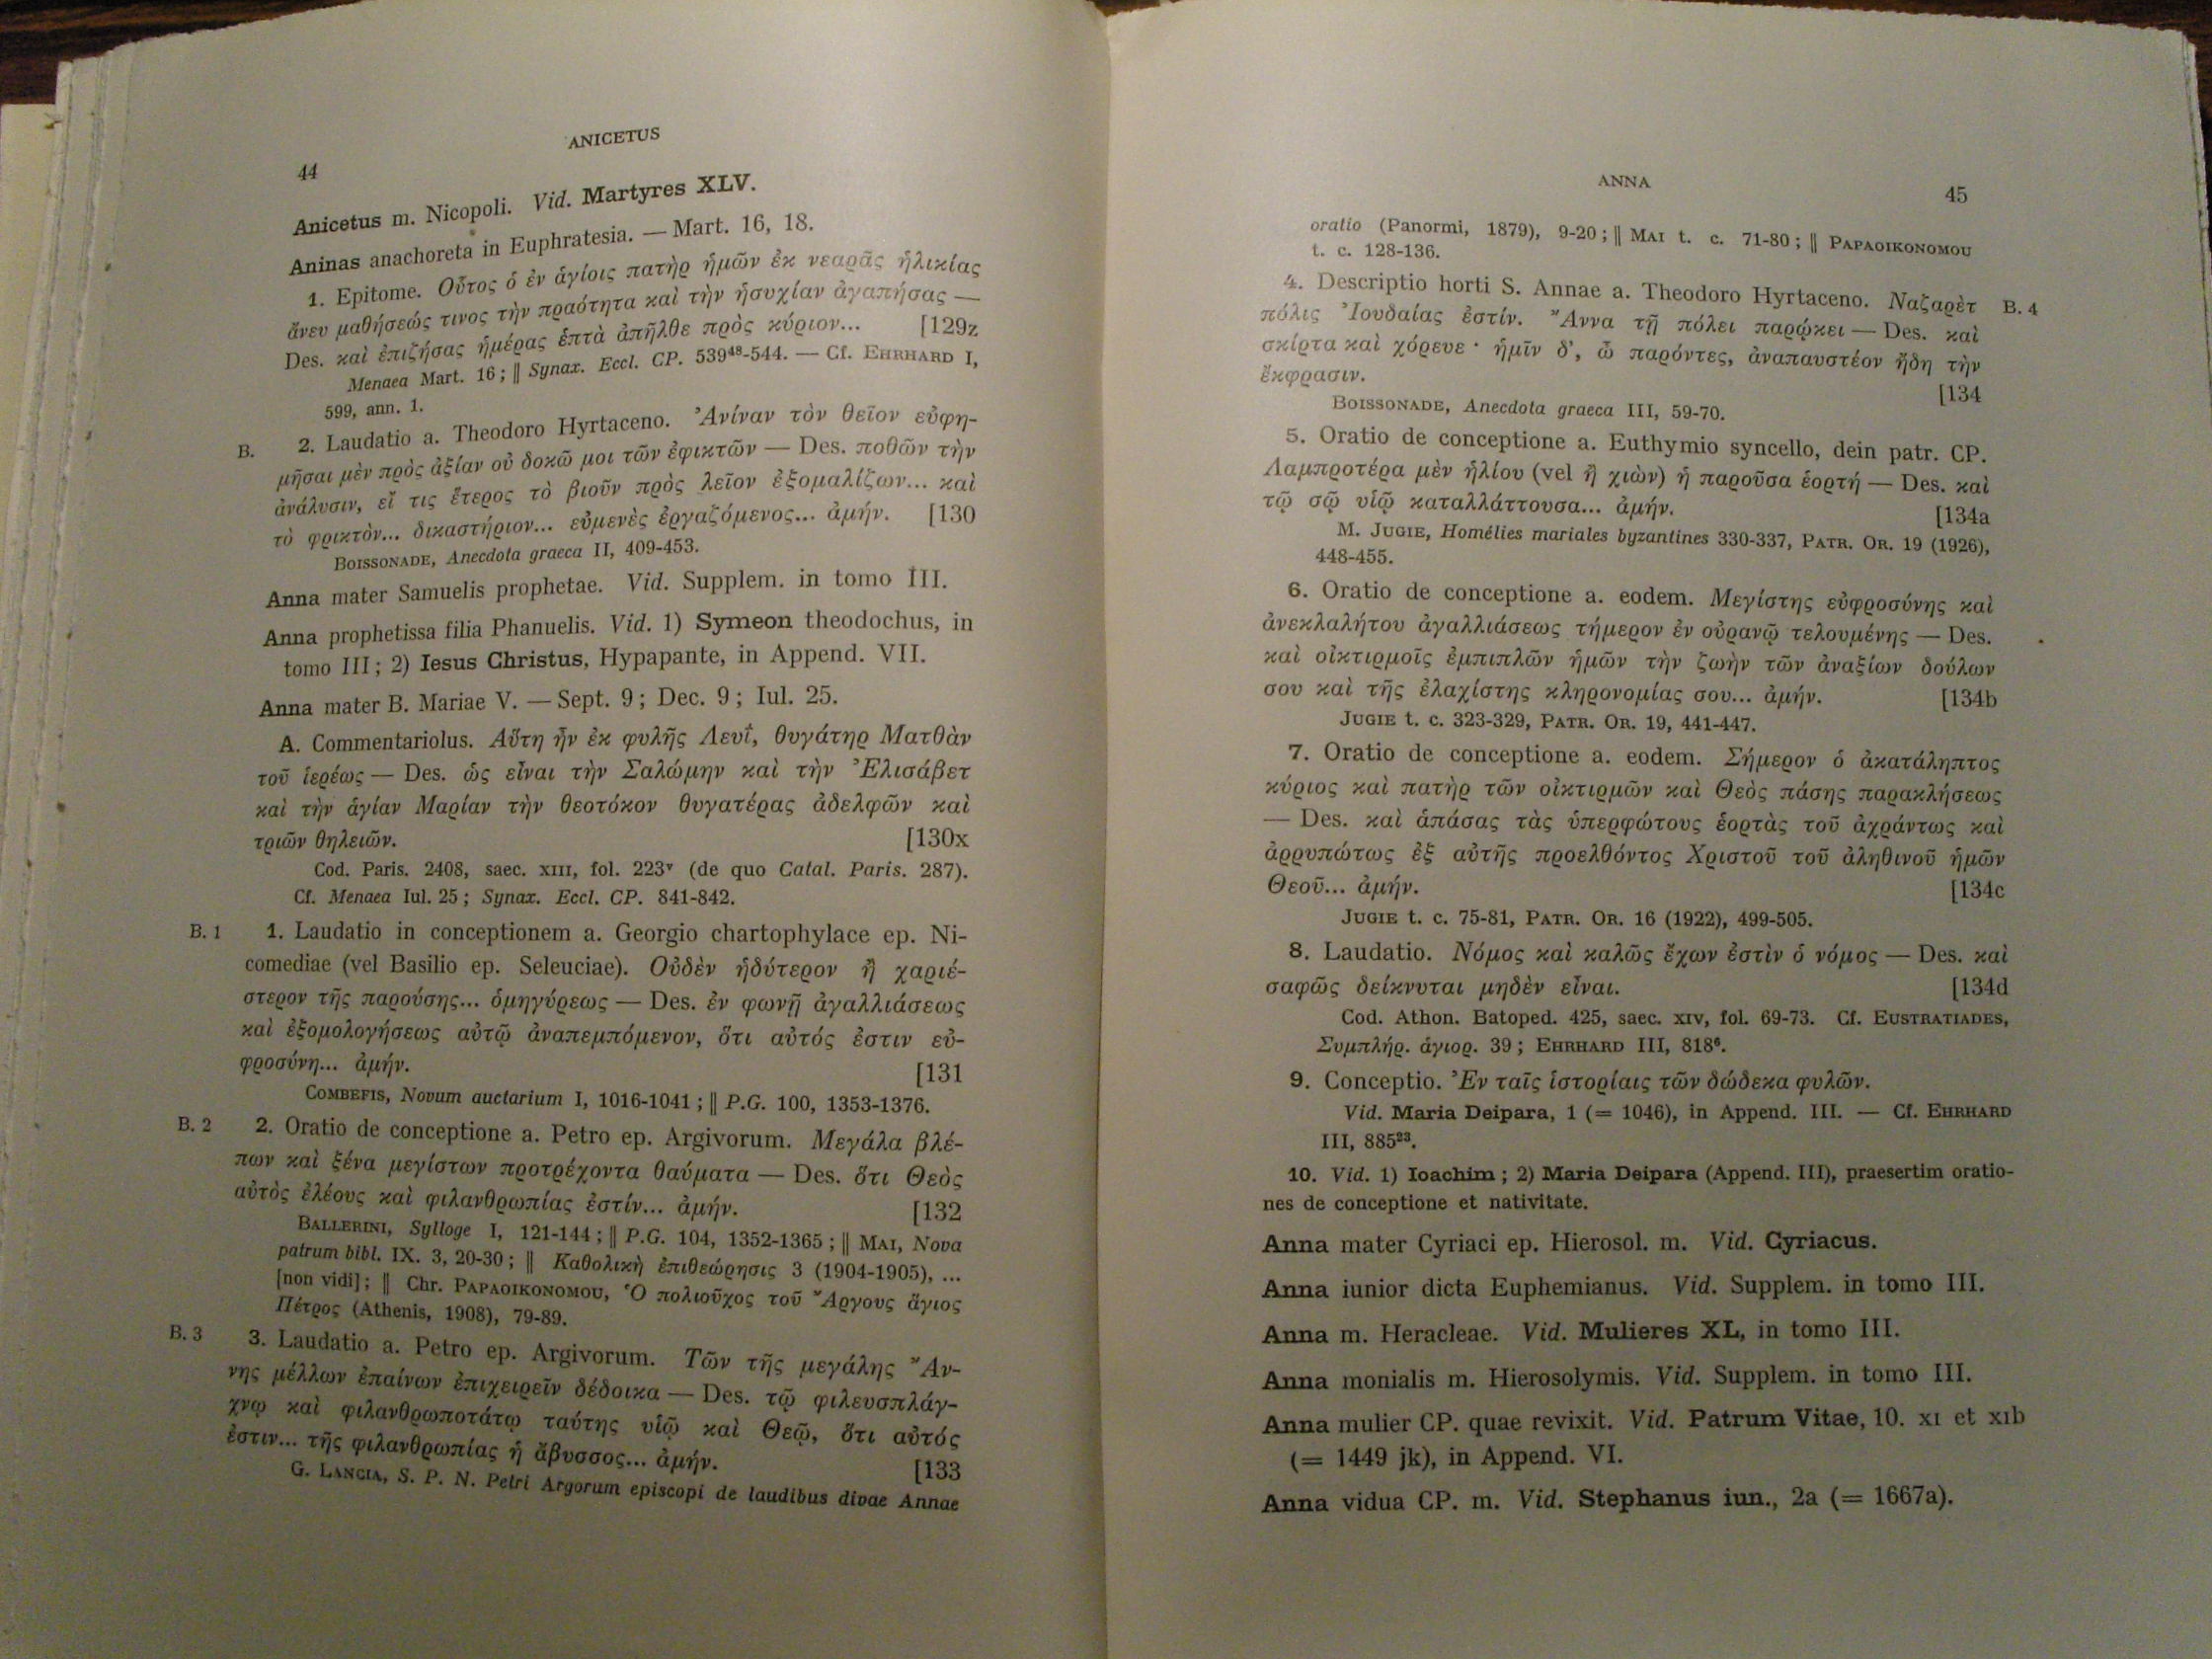 44
ANICETUS
Anicetus m. Nicopoli. Vid. Martyres XLV.
Aninas anachoreta in Euphratesia. — Mart. 16, 18.
1. Epitome. Οὗτος ὁ ἐν ἁγίοις πατὴρ ἡμῶν ἐκ νεαρᾶς ἡλικίας
ἄνευ μαθήσεώς τινος τὴν πραότητα καὶ τὴν ἡσυχίαν ἀγαπήσας —
Des. καὶ ἐπιζήσας ἡμέρας ἑπτὰ ἀπῆλθε πρὸς κύριον... [129z
Menaea Mart. 16 ; || Synax. Eccl. CP. 539⁴⁸-544. — Cf. EHRHARD I,
599, ann. 1.
B. 2. Laudatio a. Theodoro Hyrtaceno. Ἀνίναν τὸν θεῖον εὐφη-
μῆσαι μὲν πρὸς ἀξίαν οὐ δοκῶ μοι τῶν ἐφικτῶν — Des. ποθῶν τὴν
ἀνάλυσιν, εἴ τις ἕτερος τὸ βιοῦν πρὸς λεῖον ἐξομαλίζων... καὶ
τὸ φρικτὸν... δικαστήριον... εὐμενὲς ἐργαζόμενος... ἀμήν. [130
BOISSONADE, Anecdota graeca II, 409-453.
Anna mater Samuelis prophetae. Vid. Supplem. in tomo III.
Anna prophetissa filia Phanuelis. Vid. 1) Symeon theodochus, in
tomo III ; 2) Iesus Christus, Hypapante, in Append. VII.
Anna mater B. Mariae V. — Sept. 9 ; Dec. 9 ; Iul. 25.
A. Commentariolus. Αὕτη ἦν ἐκ φυλῆς Λευΐ, θυγάτηρ Ματθὰν
τοῦ ἱερέως — Des. ὡς εἶναι τὴν Σαλώμην καὶ τὴν Ἐλισάβετ
καὶ τὴν ἁγίαν Μαρίαν τὴν θεοτόκον θυγατέρας ἀδελφῶν καὶ
τριῶν θηλειῶν. [130x
Cod. Paris. 2408, saec. XIII, fol. 223ᵛ (de quo Catal. Paris. 287).
Cf. Menaea Iul. 25 ; Synax. Eccl. CP. 841-842.
B. 1 1. Laudatio in conceptionem a. Georgio chartophylace ep. Ni-
comediae (vel Basilio ep. Seleuciae). Οὐδὲν ἡδύτερον ἢ χαριέ-
στερον τῆς παρούσης... ὁμηγύρεως — Des. ἐν φωνῇ ἀγαλλιάσεως
καὶ ἐξομολογήσεως αὐτῷ ἀναπεμπόμενον, ὅτι αὐτός ἐστιν εὐ-
φροσύνη... ἀμήν. [131
COMBEFIS, Novum auctarium I, 1016-1041 ; || P.G. 100, 1353-1376.
B. 2 2. Oratio de conceptione a. Petro ep. Argivorum. Μεγάλα βλέ-
πων καὶ ξένα μεγίστων προτρέχοντα θαύματα — Des. ὅτι Θεὸς
αὐτὸς ἐλέους καὶ φιλανθρωπίας ἐστίν... ἀμήν. [132
BALLERINI, Sylloge I, 121-144 ; || P.G. 104, 1352-1365 ; || MAI, Nova
patrum bibl. IX. 3, 20-30 ; || Καθολικὴ ἐπιθεώρησις 3 (1904-1905), ...
[non vidi] ; || Chr. PAPAOIKONOMOU, Ὁ πολιοῦχος τοῦ Ἄργους ἅγιος
Πέτρος (Athenis, 1908), 79-89.
B. 3 3. Laudatio a. Petro ep. Argivorum. Τῶν τῆς μεγάλης Ἄν-
νης μέλλων ἐπαίνων ἐπιχειρεῖν δέδοικα — Des. τῷ φιλευσπλάγ-
χνῳ καὶ φιλανθρωποτάτῳ ταύτης υἱῷ καὶ Θεῷ, ὅτι αὐτός
ἐστιν... τῆς φιλανθρωπίας ἡ ἄβυσσος... ἀμήν. [133
G. LANCIA, S. P. N. Petri Argorum episcopi de laudibus divae Annae
ANNA
45
oratio (Panormi, 1879), 9-20 ; || MAI t. c. 71-80 ; || PAPAOIKONOMOU
t. c. 128-136.
4. Descriptio horti S. Annae a. Theodoro Hyrtaceno. Ναζαρὲτ B. 4
πόλις Ἰουδαίας ἐστίν. Ἄννα τῇ πόλει παρῴκει — Des. καὶ
σκίρτα καὶ χόρευε · ἡμῖν δ’, ὦ παρόντες, ἀναπαυστέον ἤδη τὴν
ἔκφρασιν. [134
BOISSONADE, Anecdota graeca III, 59-70.
5. Oratio de conceptione a. Euthymio syncello, dein patr. CP.
Λαμπροτέρα μὲν ἡλίου (vel ἢ χιὼν) ἡ παροῦσα ἑορτή — Des. καὶ
τῷ σῷ υἱῷ καταλλάττουσα... ἀμήν. [134a
M. JUGIE, Homélies mariales byzantines 330-337, PATR. OR. 19 (1926),
448-455.
6. Oratio de conceptione a. eodem. Μεγίστης εὐφροσύνης καὶ
ἀνεκλαλήτου ἀγαλλιάσεως τήμερον ἐν οὐρανῷ τελουμένης — Des.
καὶ οἰκτιρμοῖς ἐμπιπλῶν ἡμῶν τὴν ζωὴν τῶν ἀναξίων δούλων
σου καὶ τῆς ἐλαχίστης κληρονομίας σου... ἀμήν. [134b
JUGIE t. c. 323-329, PATR. OR. 19, 441-447.
7. Oratio de conceptione a. eodem. Σήμερον ὁ ἀκατάληπτος
κύριος καὶ πατὴρ τῶν οἰκτιρμῶν καὶ Θεὸς πάσης παρακλήσεως
— Des. καὶ ἁπάσας τὰς ὑπερφώτους ἑορτὰς τοῦ ἀχράντως καὶ
ἀρρυπώτως ἐξ αὐτῆς προελθόντος Χριστοῦ τοῦ ἀληθινοῦ ἡμῶν
Θεοῦ... ἀμήν. [134c
JUGIE t. c. 75-81, PATR. OR. 16 (1922), 499-505.
8. Laudatio. Νόμος καὶ καλῶς ἔχων ἐστὶν ὁ νόμος — Des. καὶ
σαφῶς δείκνυται μηδὲν εἶναι. [134d
Cod. Athon. Batoped. 425, saec. XIV, fol. 69-73. Cf. EUSTRATIADES,
Συμπλήρ. ἁγιορ. 39 ; EHRHARD III, 818⁶.
9. Conceptio. Ἐν ταῖς ἱστορίαις τῶν δώδεκα φυλῶν.
Vid. Maria Deipara, 1 (= 1046), in Append. III. — Cf. EHRHARD
III, 885²³.
10. Vid. 1) Ioachim ; 2) Maria Deipara (Append. III), praesertim oratio-
nes de conceptione et nativitate.
Anna mater Cyriaci ep. Hierosol. m. Vid. Cyriacus.
Anna iunior dicta Euphemianus. Vid. Supplem. in tomo III.
Anna m. Heracleae. Vid. Mulieres XL, in tomo III.
Anna monialis m. Hierosolymis. Vid. Supplem. in tomo III.
Anna mulier CP. quae revixit. Vid. Patrum Vitae, 10. XI et XIb
(= 1449 jk), in Append. VI.
Anna vidua CP. m. Vid. Stephanus iun., 2a (= 1667a).